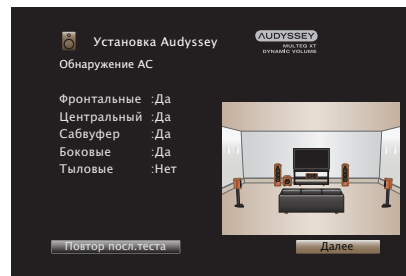 Установка Audyssey
AUDYSSEY
MULTEQ XT
DYNAMIC VOLUME
Обнаружение АС
Фронтальные :Да
Центральный :Да
Сабвуфер :Да
Боковые :Да
Тыловые :Нет
Повтор посл.теста
Далее